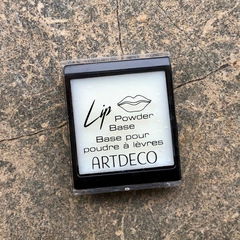 Lip
Powder
Base
Base pour
poudre à lèvres
ARTDECO